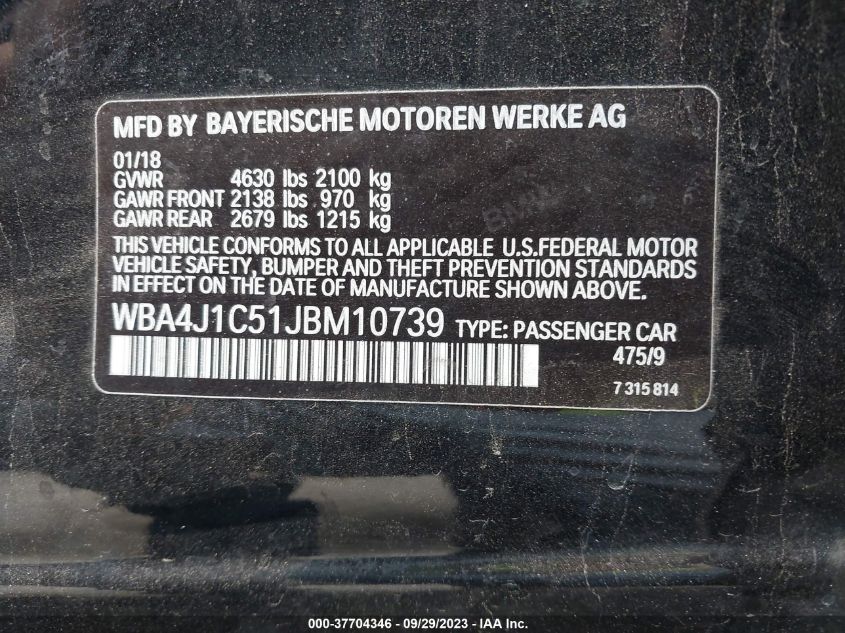 MFD BY BAYERISCHE MOTOREN WERKE AG
01/18
GVWR 4630 lbs 2100 kg
GAWR FRONT 2138 lbs 970 kg
GAWR REAR 2679 lbs 1215 kg
THIS VEHICLE CONFORMS TO ALL APPLICABLE U.S.FEDERAL MOTOR
VEHICLE SAFETY, BUMPER AND THEFT PREVENTION STANDARDS
IN EFFECT ON THE DATE OF MANUFACTURE SHOWN ABOVE.
WBA4J1C51JBM10739 TYPE: PASSENGER CAR
475/9
7 315 814
000-37704346 - 09/29/2023 - IAA Inc.